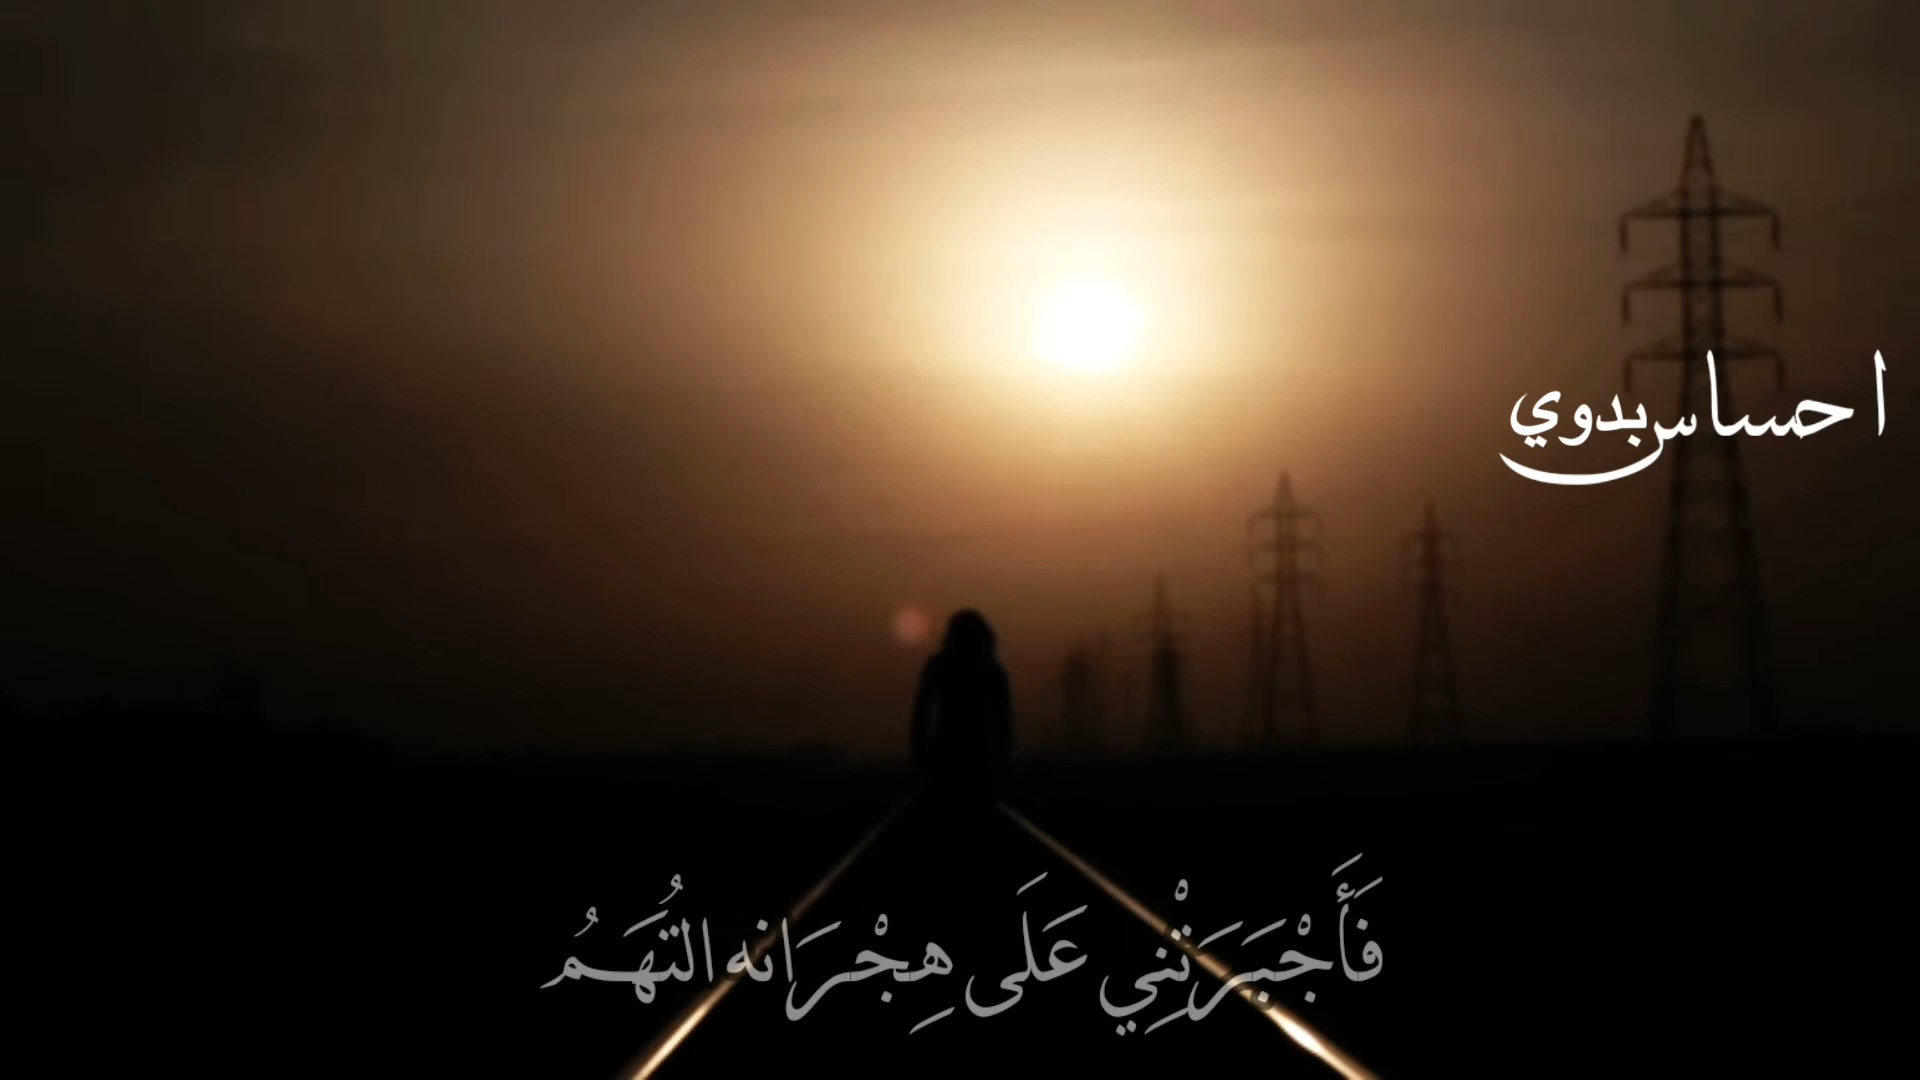 احساس بدوي
فَأَجْبَرَتْنِي عَلَى هِجْرَانه التُهَمُ